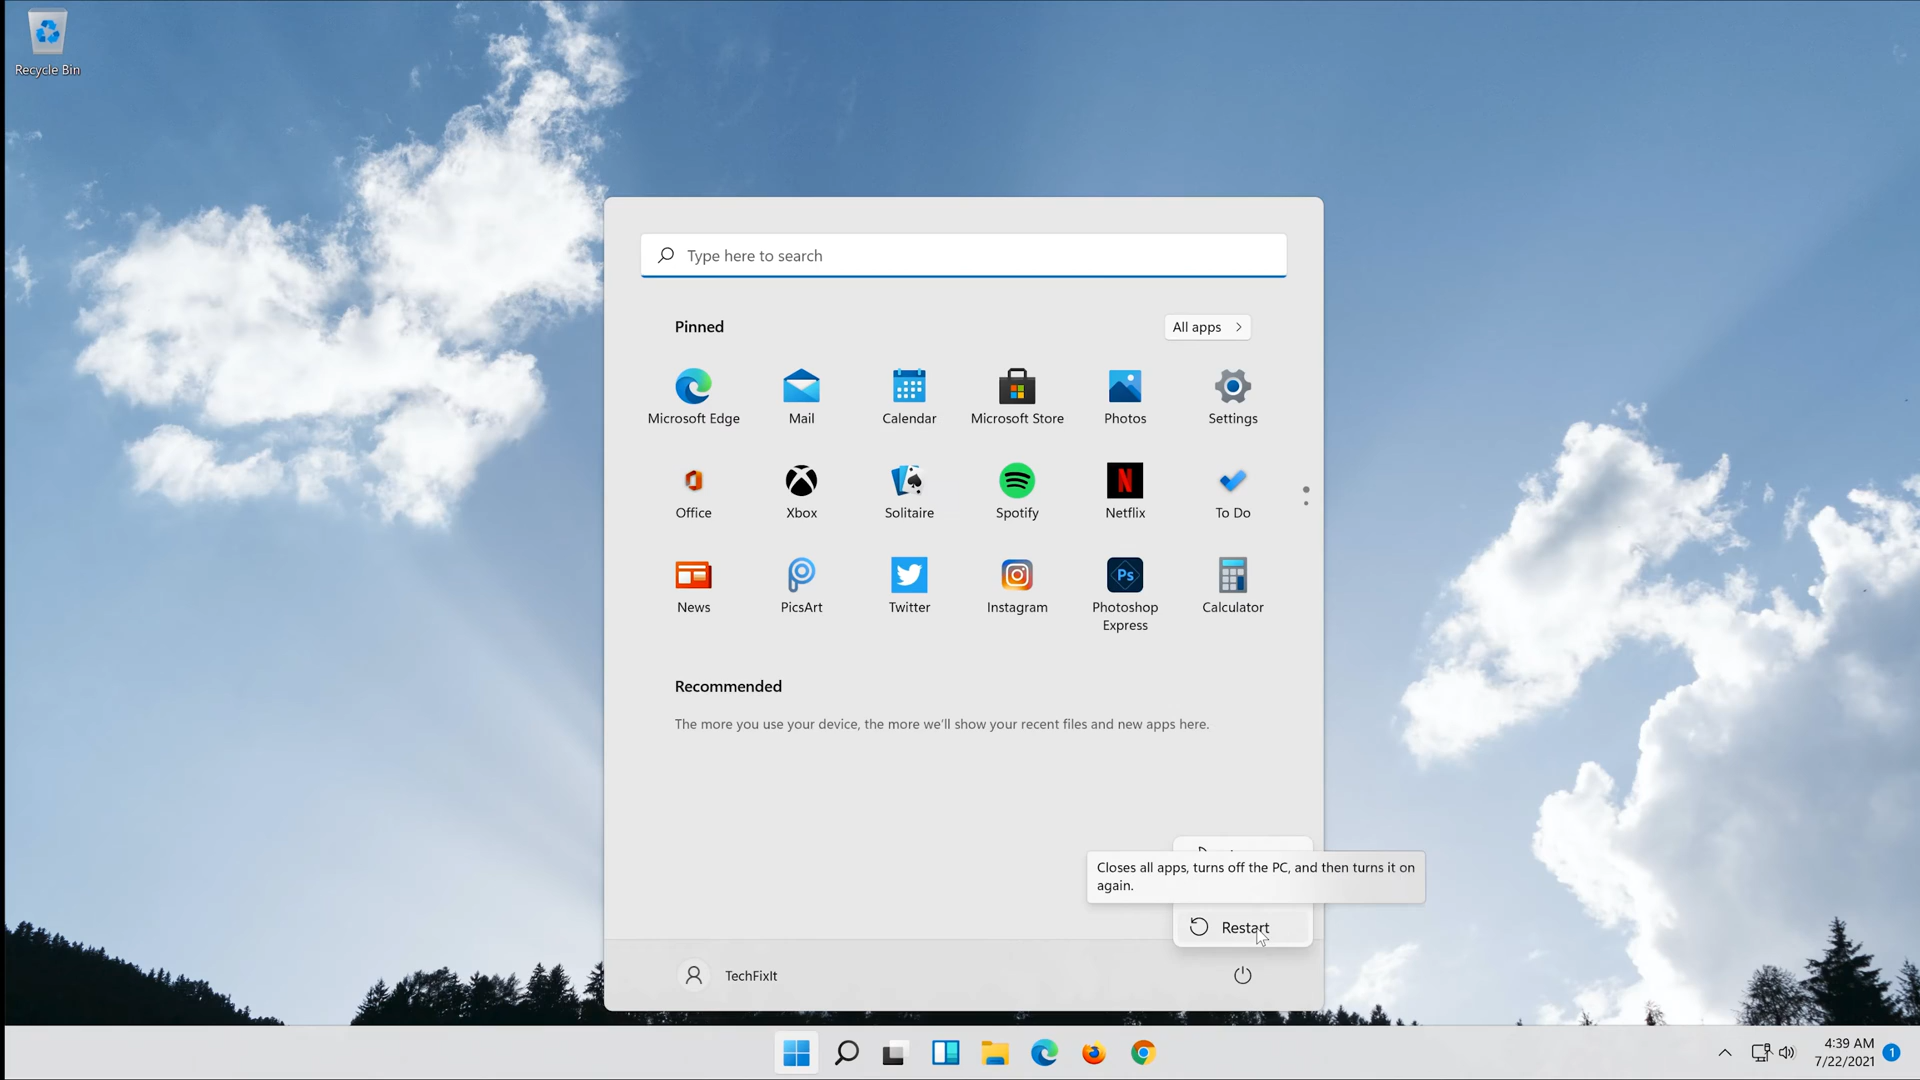 Recycle Bin
Type here to search
Pinned
All apps
Microsoft Edge
Mail
Calendar
Microsoft Store
Photos
Settings
Office
Xbox
Solitaire
Spotify
Netflix
To Do
News
PicsArt
Twitter
Instagram
Ps
Photoshop
Express
Calculator
Recommended
The more you use your device, the more we'll show your recent files and new apps here.
Closes all apps, turns off the PC, and then turns it on
again.
Restart
TechFixIt
4:39 AM
7/22/2021
1